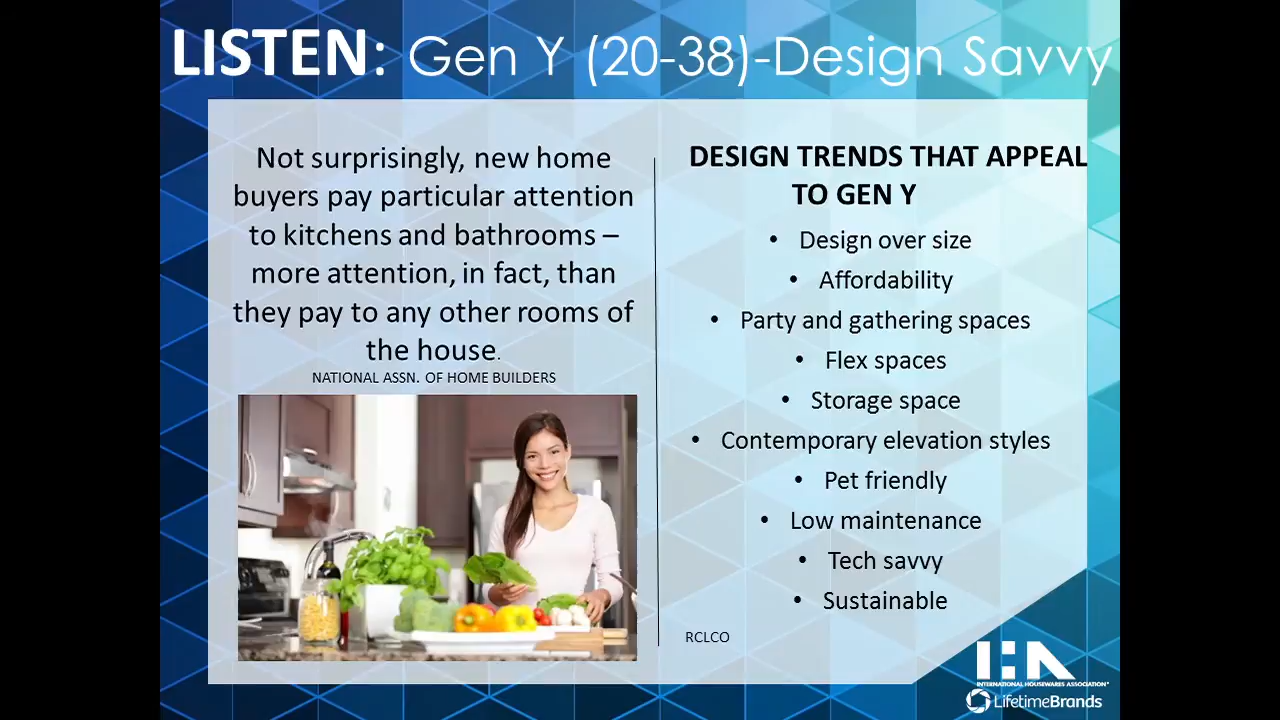 LISTEN: Gen Y (20-38)-Design Savvy
Not surprisingly, new home
buyers pay particular attention
to kitchens and bathrooms –
more attention, in fact, than
they pay to any other rooms of
the house.
NATIONAL ASSN. OF HOME BUILDERS
DESIGN TRENDS THAT APPEAL
TO GEN Y
• Design over size
• Affordability
• Party and gathering spaces
• Flex spaces
• Storage space
• Contemporary elevation styles
• Pet friendly
• Low maintenance
• Tech savvy
• Sustainable
RCLCO
IHA
INTERNATIONAL HOUSEWARES ASSOCIATION
LifetimeBrands